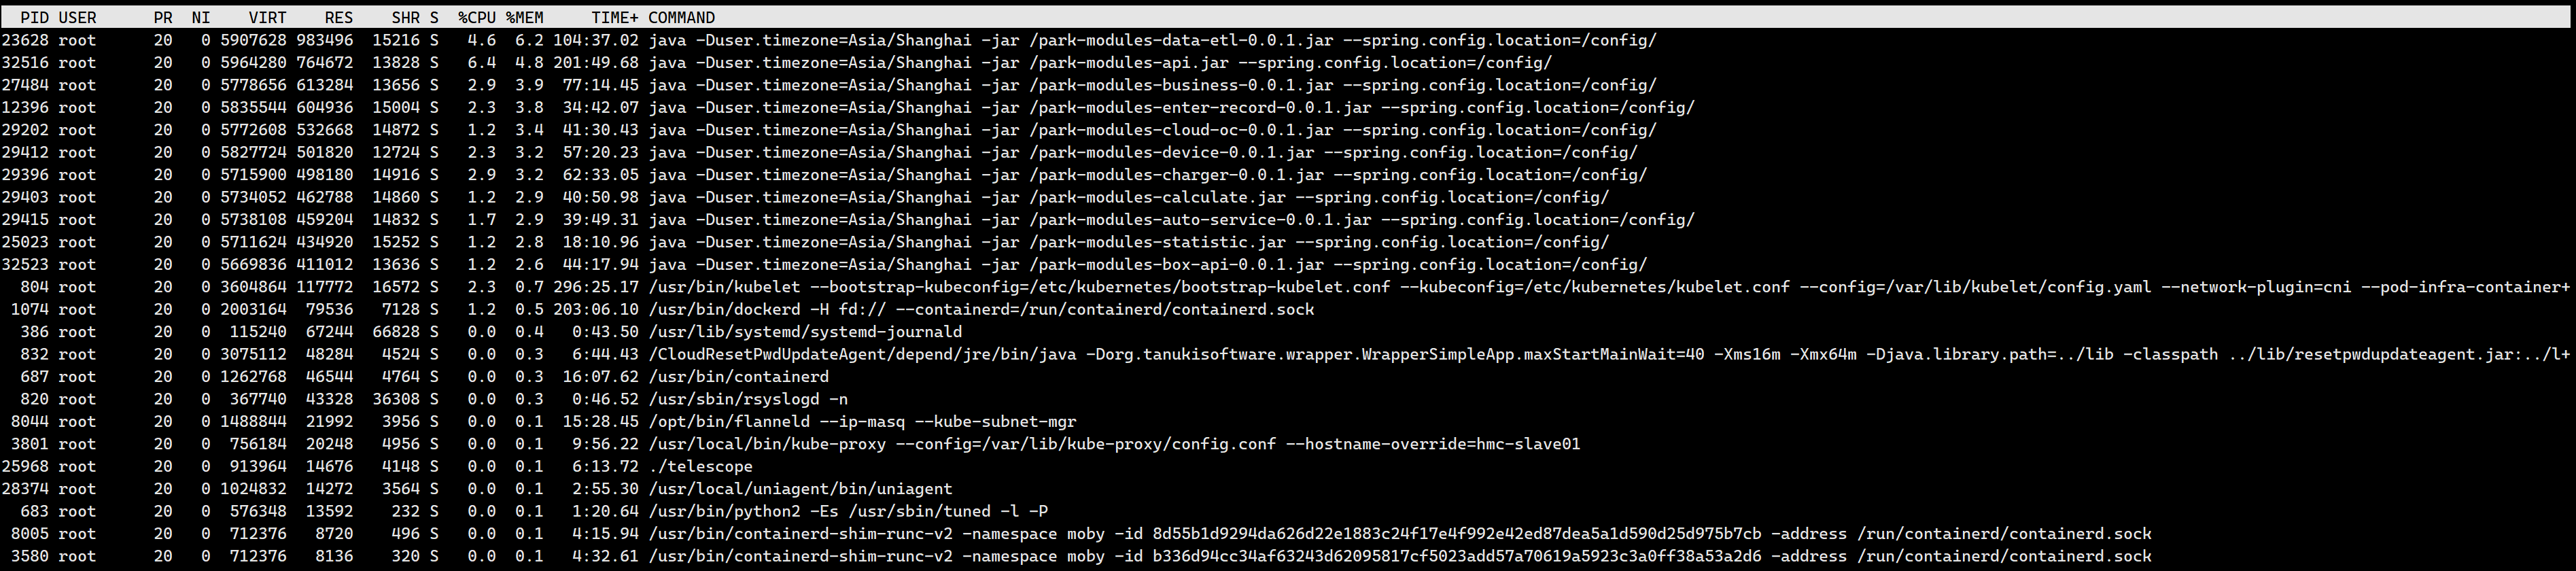 PID USER PR NI VIRT RES SHR S %CPU %MEM TIME+ COMMAND
23628 root 20 0 5907628 983496 15216 S 4.6 6.2 104:37.02 java -Duser.timezone=Asia/Shanghai -jar /park-modules-data-etl-0.0.1.jar --spring.config.location=/config/
32516 root 20 0 5964280 764672 13828 S 6.4 4.8 201:49.68 java -Duser.timezone=Asia/Shanghai -jar /park-modules-api.jar --spring.config.location=/config/
27484 root 20 0 5778656 613284 13656 S 2.9 3.9 77:14.45 java -Duser.timezone=Asia/Shanghai -jar /park-modules-business-0.0.1.jar --spring.config.location=/config/
12396 root 20 0 5835544 604936 15004 S 2.3 3.8 34:42.07 java -Duser.timezone=Asia/Shanghai -jar /park-modules-enter-record-0.0.1.jar --spring.config.location=/config/
29202 root 20 0 5772608 532668 14872 S 1.2 3.4 41:30.43 java -Duser.timezone=Asia/Shanghai -jar /park-modules-cloud-oc-0.0.1.jar --spring.config.location=/config/
29412 root 20 0 5827724 501820 12724 S 2.3 3.2 57:20.23 java -Duser.timezone=Asia/Shanghai -jar /park-modules-device-0.0.1.jar --spring.config.location=/config/
29396 root 20 0 5715900 498180 14916 S 2.9 3.2 62:33.05 java -Duser.timezone=Asia/Shanghai -jar /park-modules-charger-0.0.1.jar --spring.config.location=/config/
29403 root 20 0 5734052 462788 14860 S 1.2 2.9 40:50.98 java -Duser.timezone=Asia/Shanghai -jar /park-modules-calculate.jar --spring.config.location=/config/
29415 root 20 0 5738108 459204 14832 S 1.7 2.9 39:49.31 java -Duser.timezone=Asia/Shanghai -jar /park-modules-auto-service-0.0.1.jar --spring.config.location=/config/
25023 root 20 0 5711624 434920 15252 S 1.2 2.8 18:10.96 java -Duser.timezone=Asia/Shanghai -jar /park-modules-statistic.jar --spring.config.location=/config/
32523 root 20 0 5669836 411012 13636 S 1.2 2.6 44:17.94 java -Duser.timezone=Asia/Shanghai -jar /park-modules-box-api-0.0.1.jar --spring.config.location=/config/
804 root 20 0 3604864 117772 16572 S 2.3 0.7 296:25.17 /usr/bin/kubelet --bootstrap-kubeconfig=/etc/kubernetes/bootstrap-kubelet.conf --kubeconfig=/etc/kubernetes/kubelet.conf --config=/var/lib/kubelet/config.yaml --network-plugin=cni --pod-infra-container+
1074 root 20 0 2003164 79536 7128 S 1.2 0.5 203:06.10 /usr/bin/dockerd -H fd:// --containerd=/run/containerd/containerd.sock
386 root 20 0 115240 67244 66828 S 0.0 0.4 0:43.50 /usr/lib/systemd/systemd-journald
832 root 20 0 3075112 48284 4524 S 0.0 0.3 6:44.43 /CloudResetPwdUpdateAgent/depend/jre/bin/java -Dorg.tanukisoftware.wrapper.WrapperSimpleApp.maxStartMainWait=40 -Xms16m -Xmx64m -Djava.library.path=../lib -classpath ../lib/resetpwdupdateagent.jar:../l+
687 root 20 0 1262768 46544 4764 S 0.0 0.3 16:07.62 /usr/bin/containerd
820 root 20 0 367740 43328 36308 S 0.0 0.3 0:46.52 /usr/sbin/rsyslogd -n
8044 root 20 0 1488844 21992 3956 S 0.0 0.1 15:28.45 /opt/bin/flanneld --ip-masq --kube-subnet-mgr
3801 root 20 0 756184 20248 4956 S 0.0 0.1 9:56.22 /usr/local/bin/kube-proxy --config=/var/lib/kube-proxy/config.conf --hostname-override=hmc-slave01
25968 root 20 0 913964 14676 4148 S 0.0 0.1 6:13.72 ./telescope
28374 root 20 0 1024832 14272 3564 S 0.0 0.1 2:55.30 /usr/local/uniagent/bin/uniagent
683 root 20 0 576348 13592 232 S 0.0 0.1 1:20.64 /usr/bin/python2 -Es /usr/sbin/tuned -l -P
8005 root 20 0 712376 8720 496 S 0.0 0.1 4:15.94 /usr/bin/containerd-shim-runc-v2 -namespace moby -id 8d55b1d9294da626d22e1883c24f17e4f992e42ed87dea5a1d590d25d975b7cb -address /run/containerd/containerd.sock
3580 root 20 0 712376 8136 320 S 0.0 0.1 4:32.61 /usr/bin/containerd-shim-runc-v2 -namespace moby -id b336d94cc34af63243d62095817cf5023add57a70619a5923c3a0ff38a53a2d6 -address /run/containerd/containerd.sock